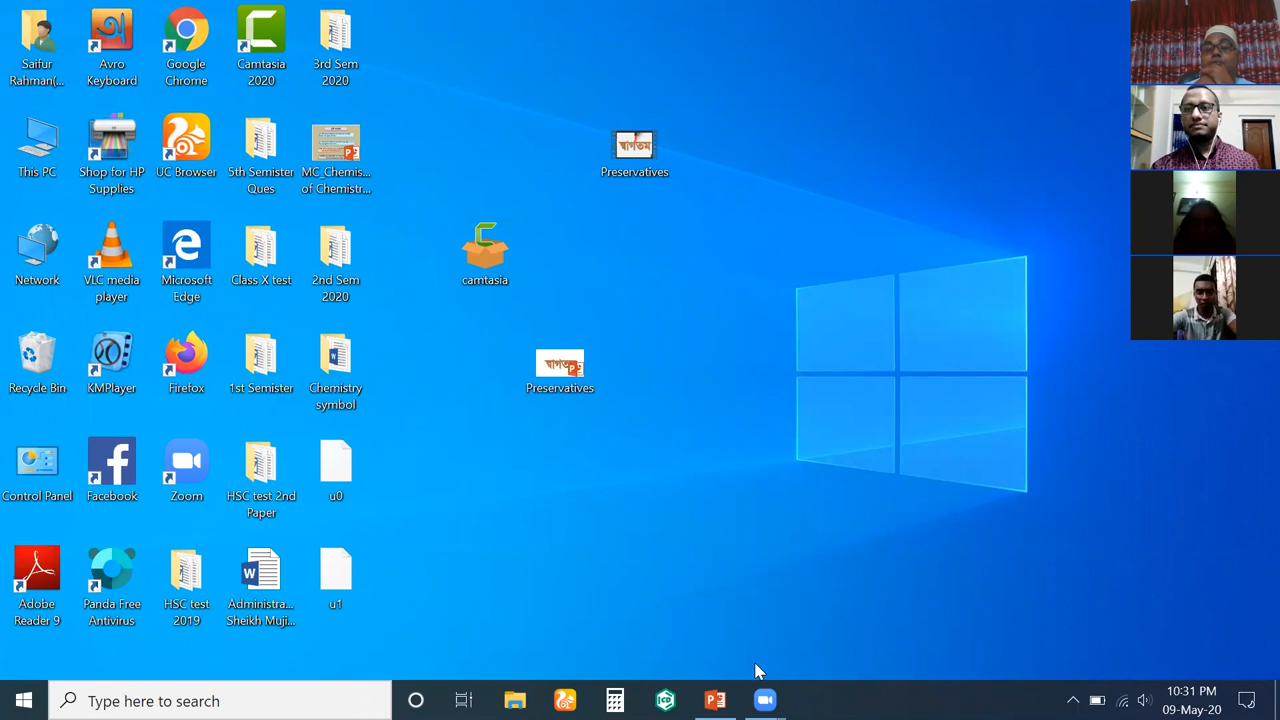 Saifur
Rahman(...
Avro
Keyboard
Google
Chrome
Camtasia
2020
3rd Sem
2020
This PC
Shop for HP
Supplies
UC Browser
5th Semister
Ques
MC_Chemis...
of Chemistr...
স্বাগতম
Preservatives
Network
VLC media
player
Microsoft
Edge
Class X test
2nd Sem
2020
camtasia
Recycle Bin
KMPlayer
Firefox
1st Semister
Chemistry
symbol
স্বাগতম
Preservatives
Control Panel
Facebook
Zoom
HSC test 2nd
Paper
u0
Adobe
Reader 9
Panda Free
Antivirus
HSC test
2019
Administra...
Sheikh Muji...
u1
Type here to search
10:31 PM
09-May-20